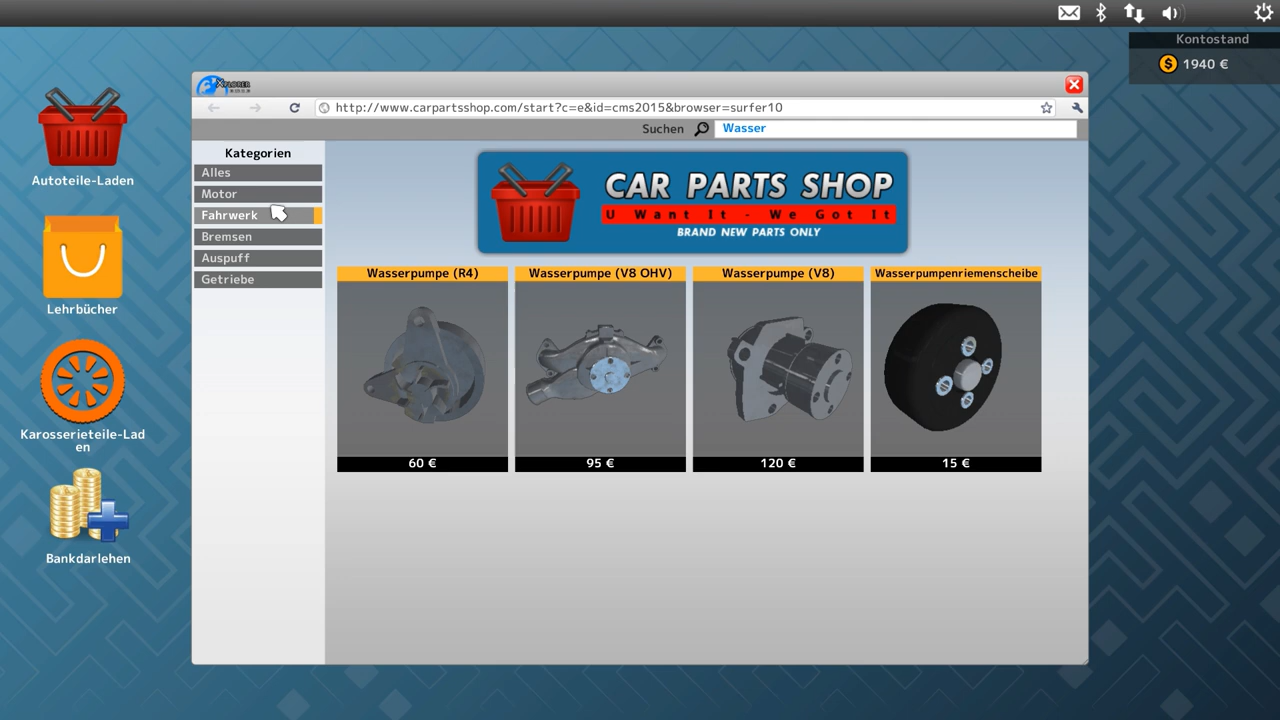 Kontostand
1940 €
XPLORER
http://www.carpartsshop.com/start?c=e&id=cms2015&browser=surfer10
Suchen
Wasser
Kategorien
Alles
Motor
Fahrwerk
Bremsen
Auspuff
Getriebe
CAR PARTS SHOP
U Want It - We Got It
BRAND NEW PARTS ONLY
Wasserpumpe (R4)
Wasserpumpe (V8 OHV)
Wasserpumpe (V8)
Wasserpumpenriemenscheibe
60 €
95 €
120 €
15 €
Autoteile-Laden
Lehrbücher
Karosserieteile-Lad
en
Bankdarlehen